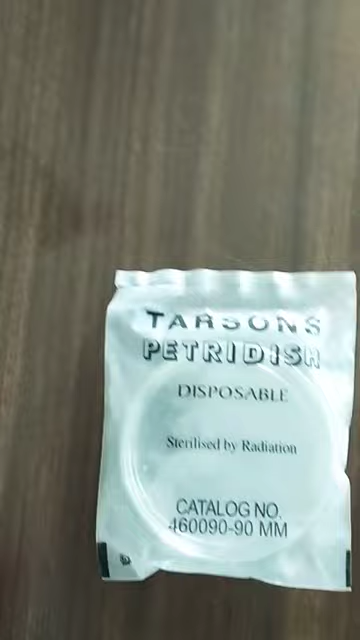 TARSONS
PETRIDISH
DISPOSABLE
Sterilised by Radiation
CATALOG NO.
460090-90 MM